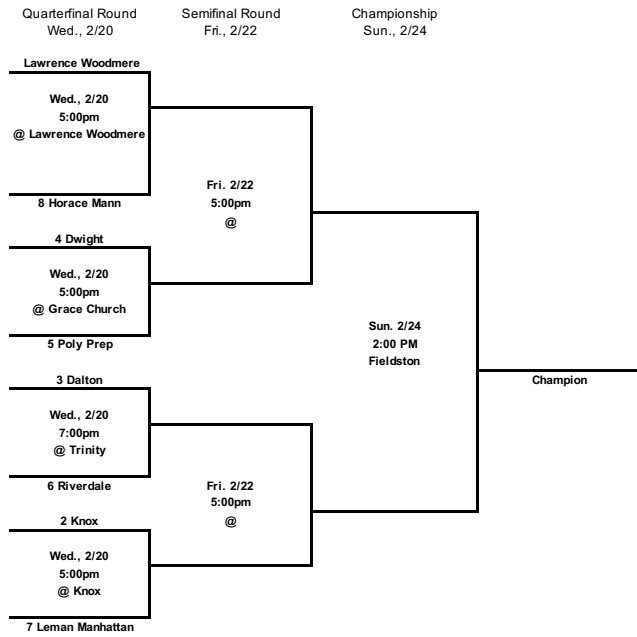 Quarterfinal Round
Wed., 2/20
Semifinal Round
Fri., 2/22
Championship
Sun., 2/24
Lawrence Woodmere
Wed., 2/20
5:00pm
@ Lawrence Woodmere
8 Horace Mann
Fri. 2/22
5:00pm
@
4 Dwight
Wed., 2/20
5:00pm
@ Grace Church
5 Poly Prep
Sun. 2/24
2:00 PM
Fieldston
Champion
3 Dalton
Wed., 2/20
7:00pm
@ Trinity
6 Riverdale
Fri. 2/22
5:00pm
@
2 Knox
Wed., 2/20
5:00pm
@ Knox
7 Leman Manhattan